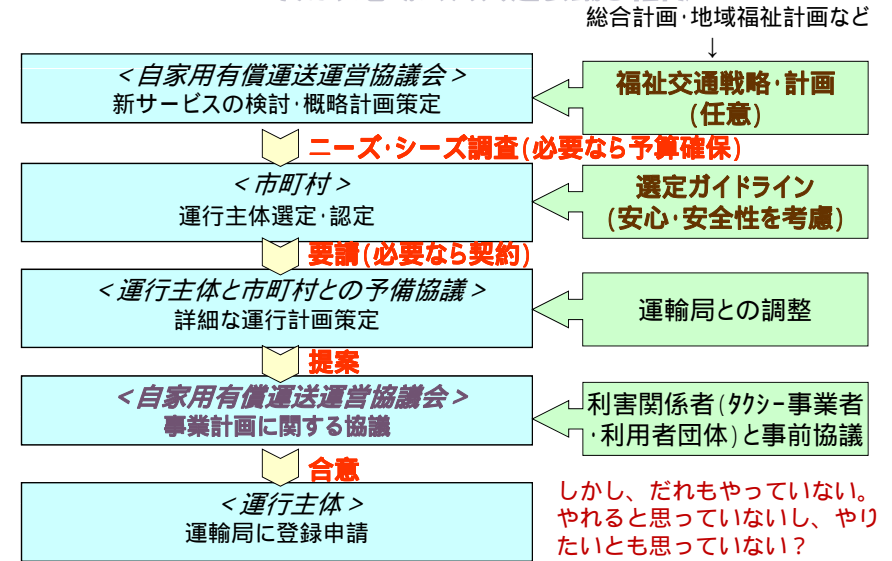 総合計画･地域福祉計画など
↓
＜自家用有償運送運営協議会＞
新サービスの検討･概略計画策定
福祉交通戦略･計画
(任意)
ニーズ･シーズ調査(必要なら予算確保)
＜市町村＞
運行主体選定･認定
選定ガイドライン
(安心･安全性を考慮)
要請(必要なら契約)
＜運行主体と市町村との予備協議＞
詳細な運行計画策定
運輸局との調整
提案
＜自家用有償運送運営協議会＞
事業計画に関する協議
利害関係者(ﾀｸｼｰ事業者
･利用者団体)と事前協議
合意
＜運行主体＞
運輸局に登録申請
しかし、だれもやっていない。
やれると思っていないし、やり
たいとも思っていない？